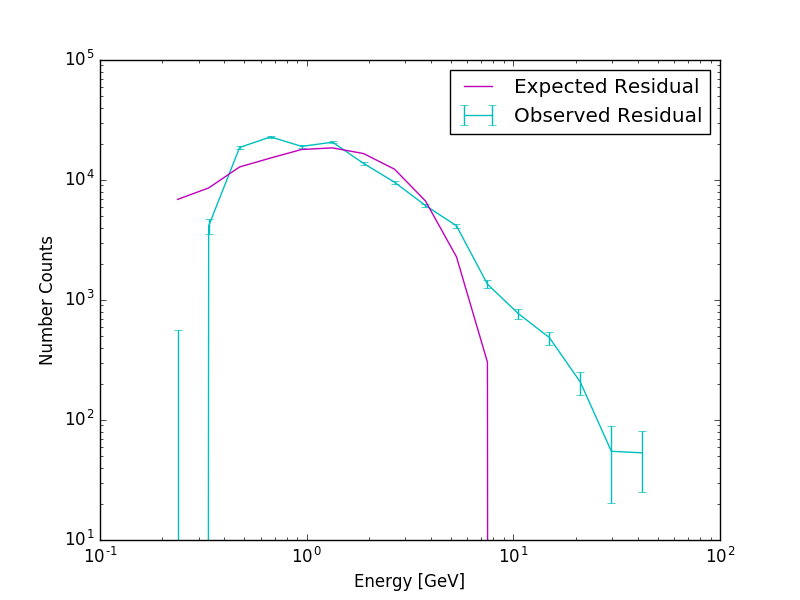 10^5
10^4
10^3
10^2
10^1
Number Counts
Expected Residual
Observed Residual
10^-1 10^0 10^1 10^2
Energy [GeV]